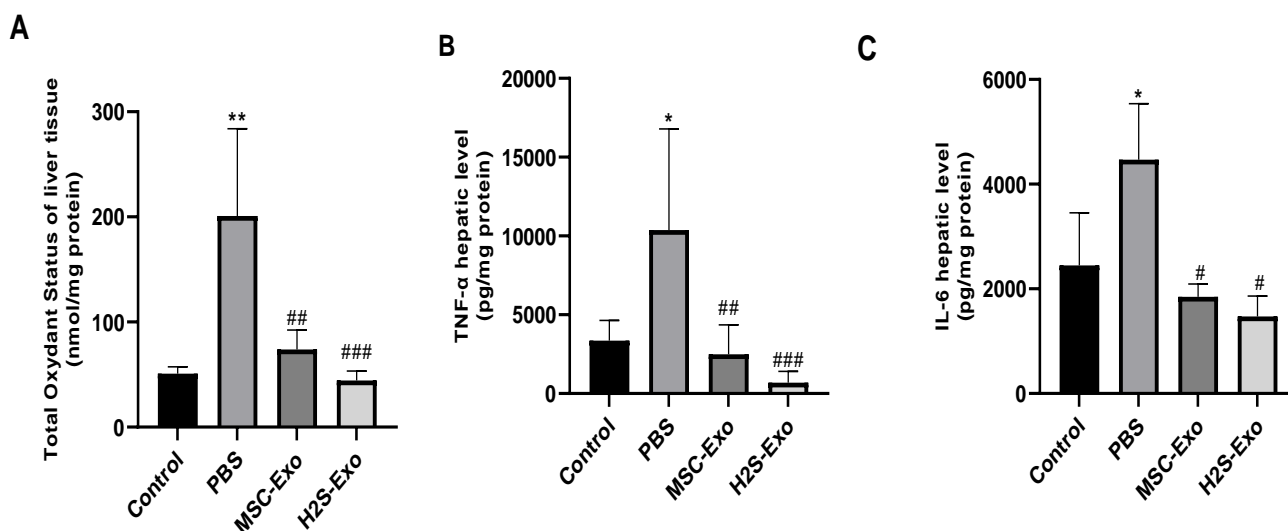 A
Total Oxydant Status of liver tissue
(nmol/mg protein)
300
200
100
0
**
##
###
Control
PBS
MSC-Exo
H2S-Exo
B
TNF-α hepatic level
(pg/mg protein)
20000
15000
10000
5000
0
*
##
###
Control
PBS
MSC-Exo
H2S-Exo
C
IL-6 hepatic level
(pg/mg protein)
6000
4000
2000
0
*
#
#
Control
PBS
MSC-Exo
H2S-Exo